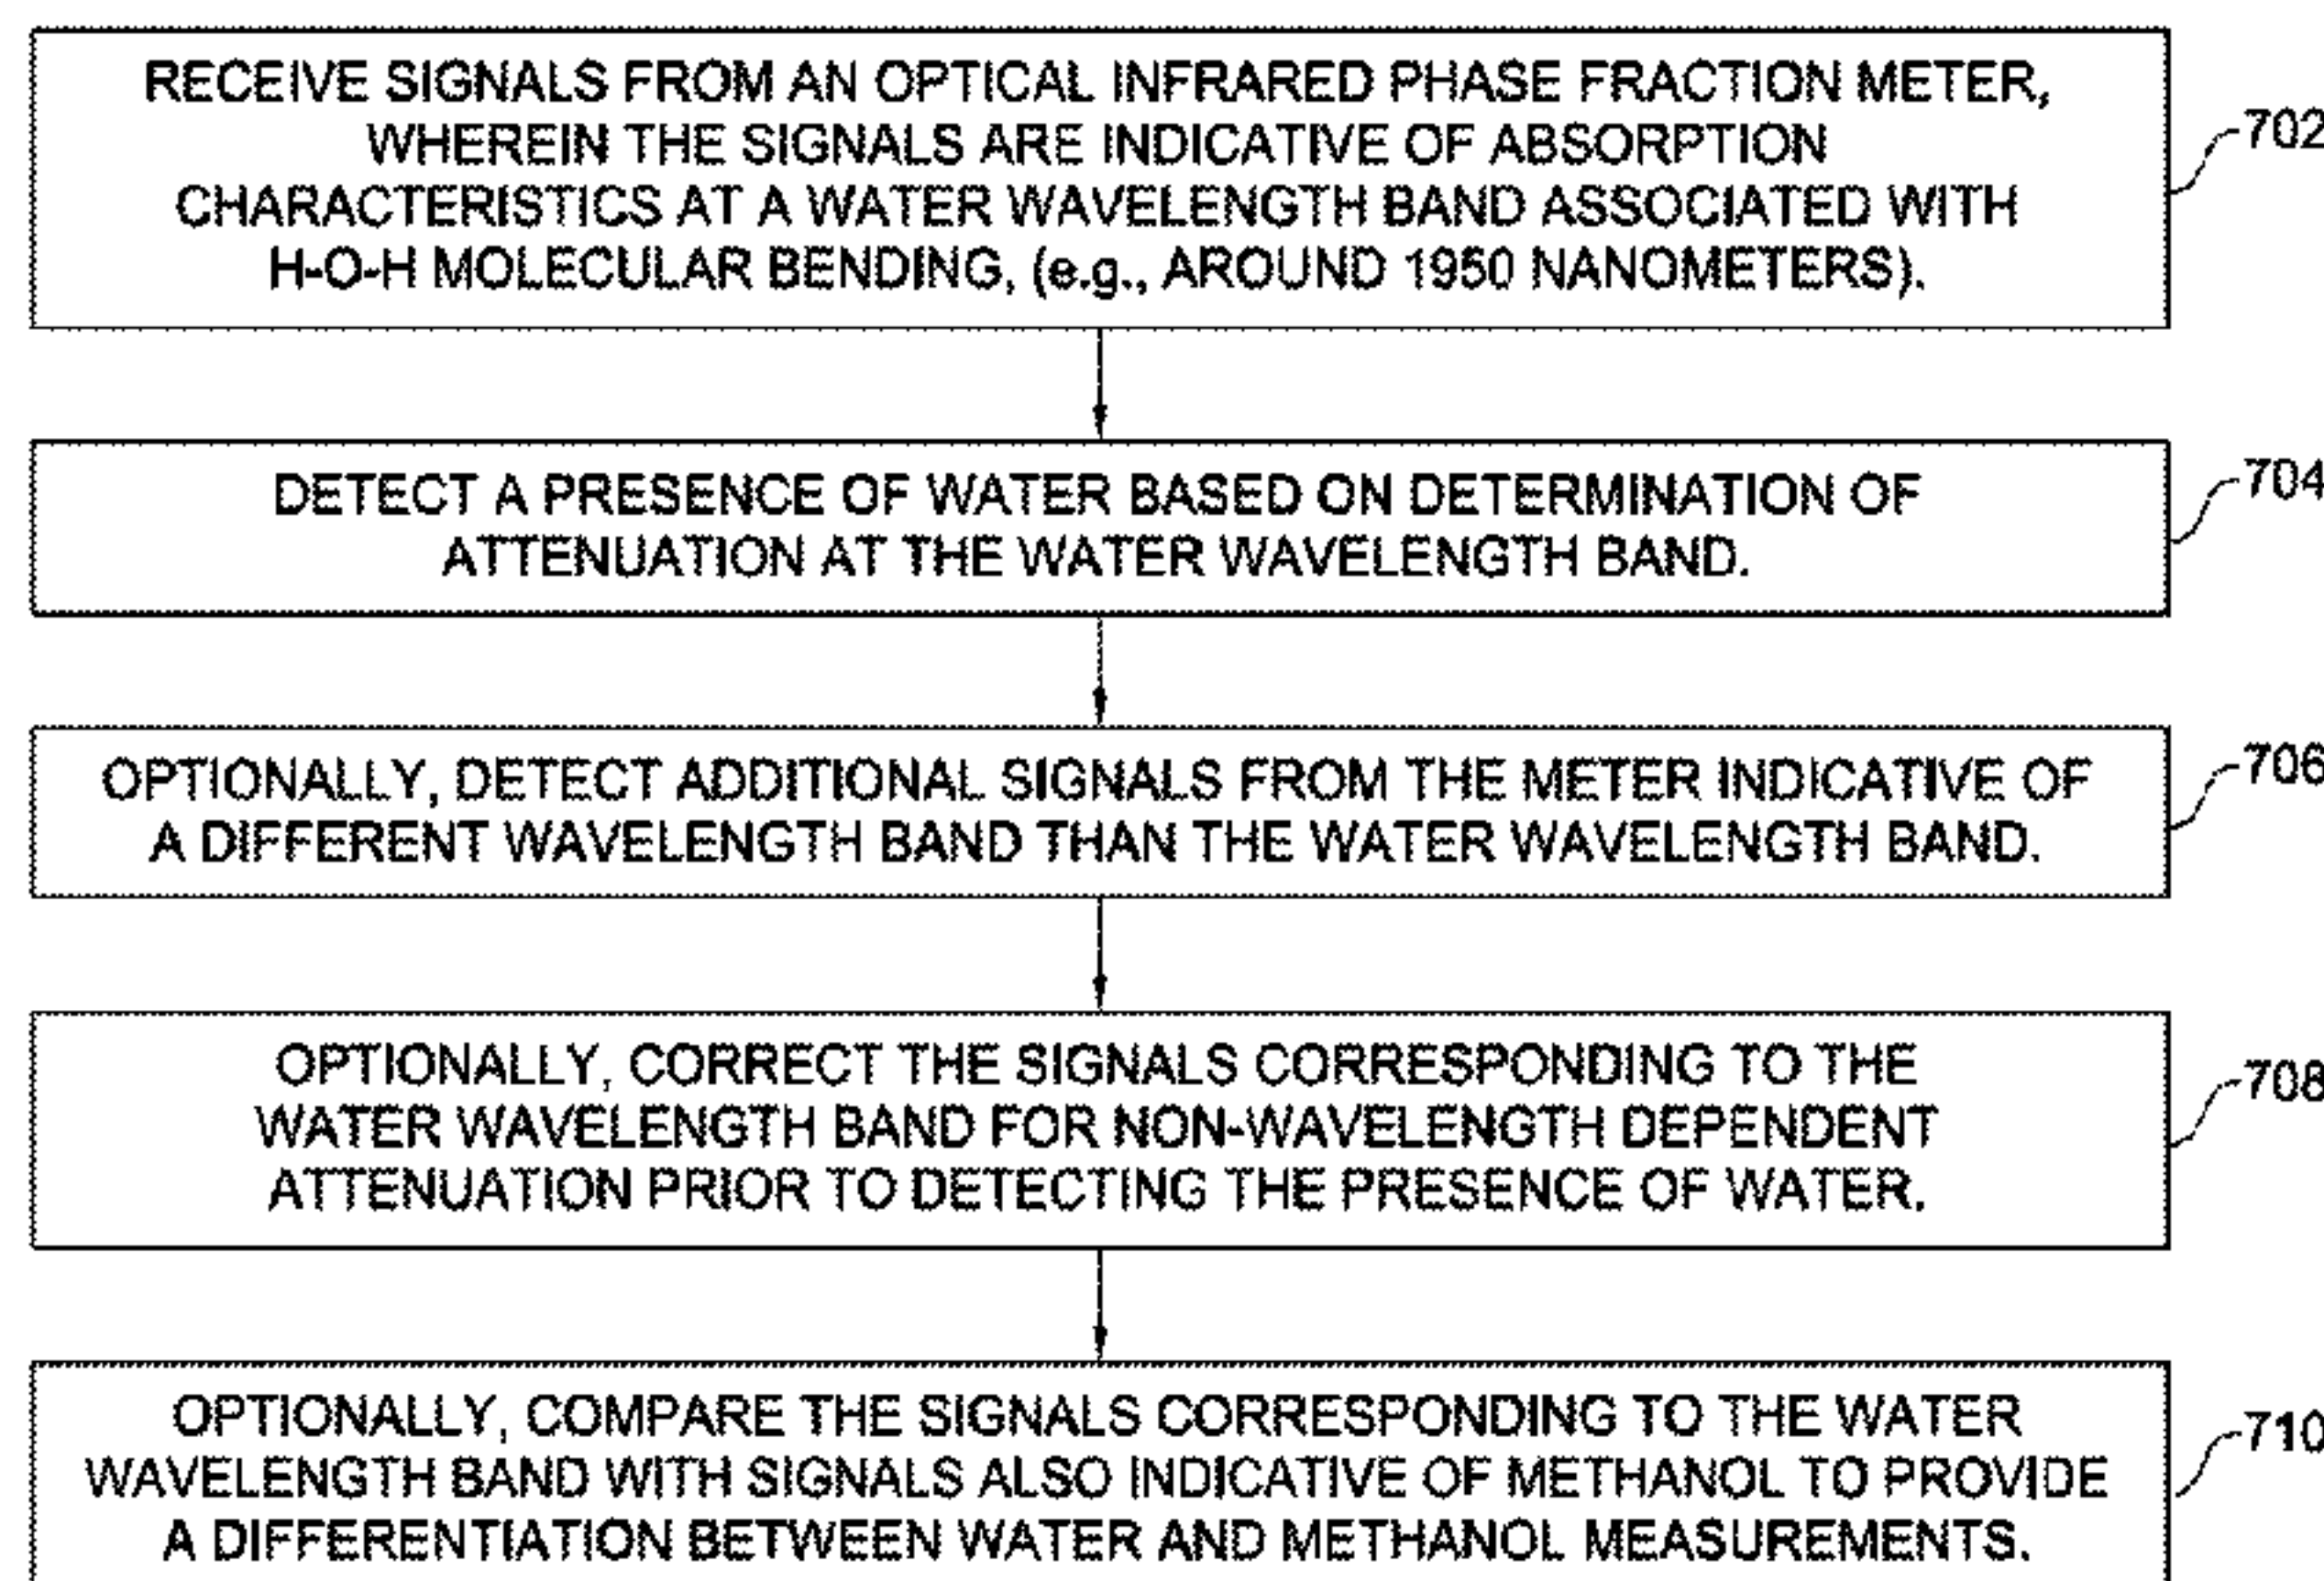 RECEIVE SIGNALS FROM AN OPTICAL INFRARED PHASE FRACTION METER,
WHEREIN THE SIGNALS ARE INDICATIVE OF ABSORPTION
CHARACTERISTICS AT A WATER WAVELENGTH BAND ASSOCIATED WITH
H-O-H MOLECULAR BENDING, (e.g., AROUND 1950 NANOMETERS).
702
DETECT A PRESENCE OF WATER BASED ON DETERMINATION OF
ATTENUATION AT THE WATER WAVELENGTH BAND.
704
OPTIONALLY, DETECT ADDITIONAL SIGNALS FROM THE METER INDICATIVE OF
A DIFFERENT WAVELENGTH BAND THAN THE WATER WAVELENGTH BAND.
706
OPTIONALLY, CORRECT THE SIGNALS CORRESPONDING TO THE
WATER WAVELENGTH BAND FOR NON-WAVELENGTH DEPENDENT
ATTENUATION PRIOR TO DETECTING THE PRESENCE OF WATER.
708
OPTIONALLY, COMPARE THE SIGNALS CORRESPONDING TO THE WATER
WAVELENGTH BAND WITH SIGNALS ALSO INDICATIVE OF METHANOL TO PROVIDE
A DIFFERENTIATION BETWEEN WATER AND METHANOL MEASUREMENTS.
710